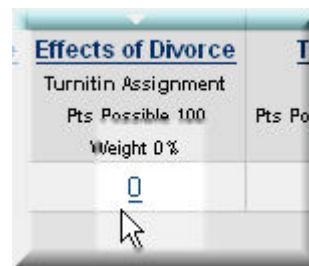 Effects of Divorce
Turnitin Assignment
Pts Possible 100
Weight 0%
0
Pts Po